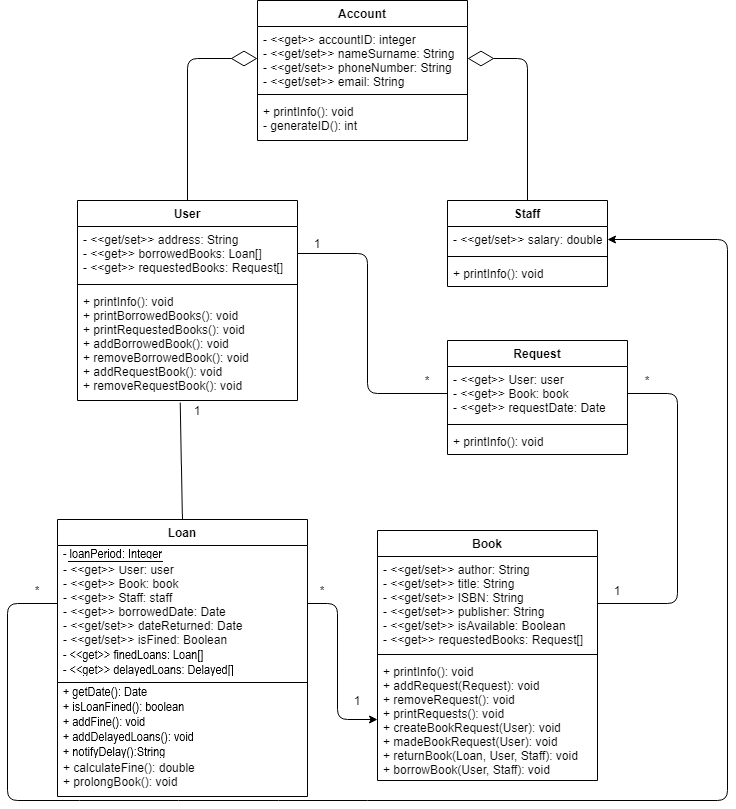 Account
- <<get>> accountID: integer
- <<get/set>> nameSurname: String
- <<get/set>> phoneNumber: String
- <<get/set>> email: String
+ printInfo(): void
- generateID(): int
User
- <<get/set>> address: String
- <<get>> borrowedBooks: Loan[]
- <<get>> requestedBooks: Request[]
+ printInfo(): void
+ printBorrowedBooks(): void
+ printRequestedBooks(): void
+ addBorrowedBook(): void
+ removeBorrowedBook(): void
+ addRequestBook(): void
+ removeRequestBook(): void
Staff
- <<get/set>> salary: double
+ printInfo(): void
1
*
Request
- <<get>> User: user
- <<get>> Book: book
- <<get>> requestDate: Date
+ printInfo(): void
*
1
Loan
- loanPeriod: Integer
- <<get>> User: user
- <<get>> Book: book
- <<get>> Staff: staff
- <<get>> borrowedDate: Date
- <<get/set>> dateReturned: Date
- <<get/set>> isFined: Boolean
- <<get>> finedLoans: Loan[]
- <<get>> delayedLoans: Delayed[]
+ getDate(): Date
+ isLoanFined(): boolean
+ addFine(): void
+ addDelayedLoans(): void
+ notifyDelay():String
+ calculateFine(): double
+ prolongBook(): void
*
*
1
Book
- <<get/set>> author: String
- <<get/set>> title: String
- <<get/set>> ISBN: String
- <<get/set>> publisher: String
- <<get/set>> isAvailable: Boolean
- <<get/set>> requestedBooks: Request[]
+ printInfo(): void
+ addRequest(Request): void
+ removeRequest(): void
+ printRequests(): void
+ createBookRequest(User): void
+ madeBookRequest(User): void
+ returnBook(Loan, User, Staff): void
+ borrowBook(User, Staff): void
1